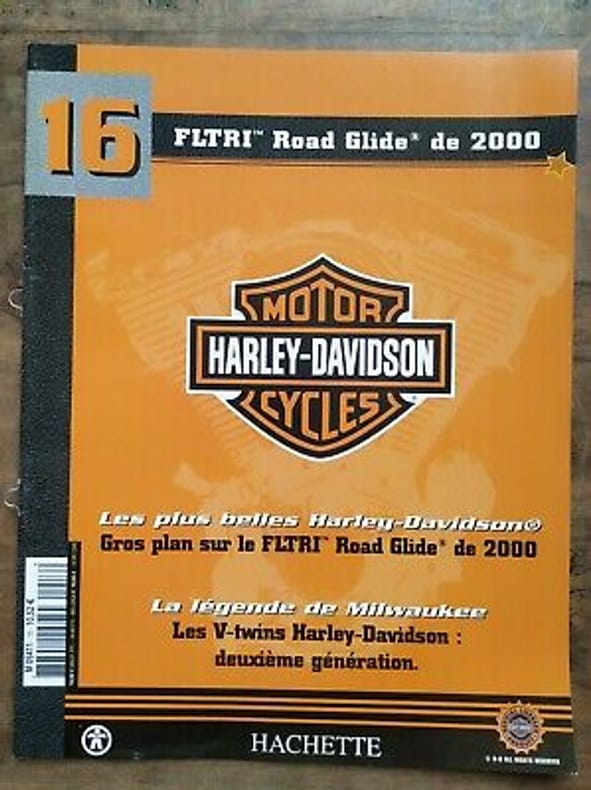 16
FLTRI™ Road Glide® de 2000
MOTOR
HARLEY-DAVIDSON
CYCLES
Les plus belles Harley-Davidson®
Gros plan sur le FLTRI™ Road Glide® de 2000
La légende de Milwaukee
Les V-twins Harley-Davidson :
deuxième génération.
HACHETTE